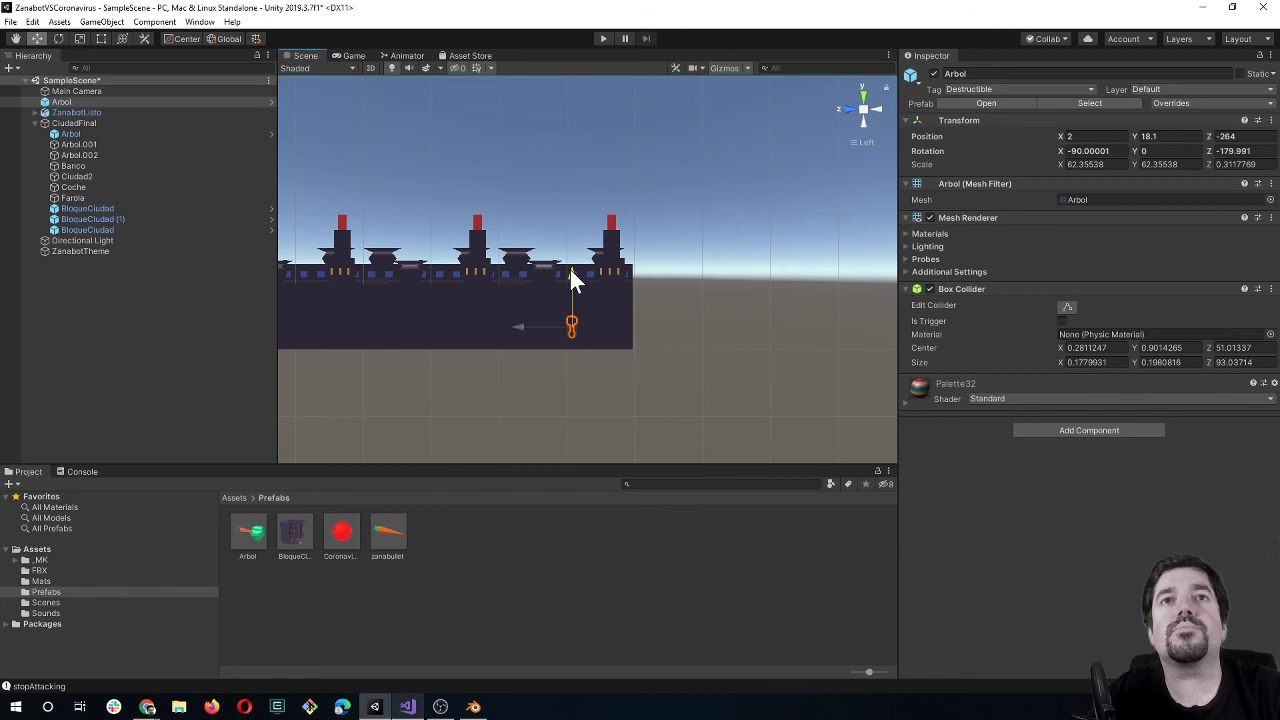 ZanabotVSCoronavirus - SampleScene - PC, Mac & Linux Standalone - Unity 2019.3.7f1* <DX11>
File Edit Assets GameObject Component Window Help
Center Global Collab Account Layers Layout
Hierarchy
All
SampleScene*
Main Camera
Arbol
ZanabotListo
CiudadFinal
Arbol
Arbol.001
Arbol.002
Banco
Ciudad2
Coche
Farola
BloqueCiudad
BloqueCiudad (1)
BloqueCiudad
Directional Light
ZanabotTheme
Scene Game Animator Asset Store
Shaded 2D 0 Gizmos All
y
z
Left
Inspector
Arbol Static
Tag Destructible Layer Default
Prefab Open Select Overrides
Transform
Position X 2 Y 18.1 Z -264
Rotation X -90.00001 Y 0 Z -179.991
Scale X 62.35538 Y 62.35538 Z 0.3117769
Arbol (Mesh Filter)
Mesh Arbol
Mesh Renderer
Materials
Lighting
Probes
Additional Settings
Box Collider
Edit Collider
Is Trigger
Material None (Physic Material)
Center X 0.2811247 Y 0.9014265 Z 51.01337
Size X 0.1779931 Y 0.1980816 Z 93.03714
Palette32
Shader Standard
Add Component
Project Console
8
Favorites
All Materials
All Models
All Prefabs
Assets
_MK
FBX
Mats
Prefabs
Scenes
Sounds
Packages
Assets > Prefabs
Arbol BloqueCi... Coronavi... zanabullet
stopAttacking